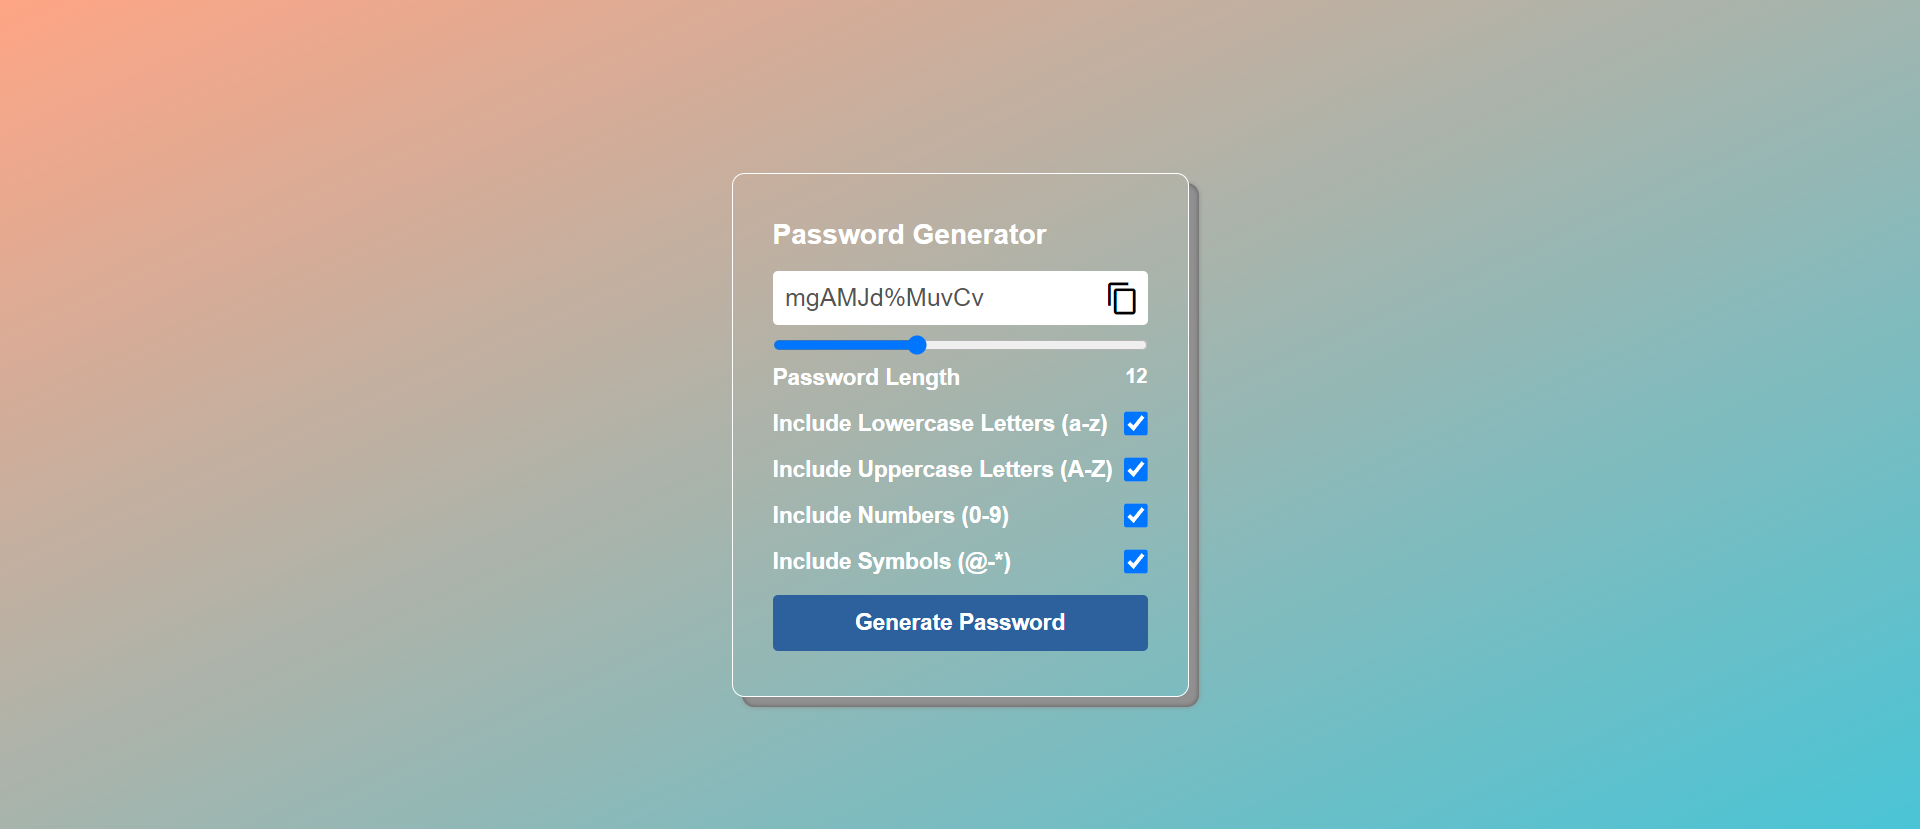 Password Generator
mgAMJd%MuvCv
Password Length 12
Include Lowercase Letters (a-z)
Include Uppercase Letters (A-Z)
Include Numbers (0-9)
Include Symbols (@-*)
Generate Password